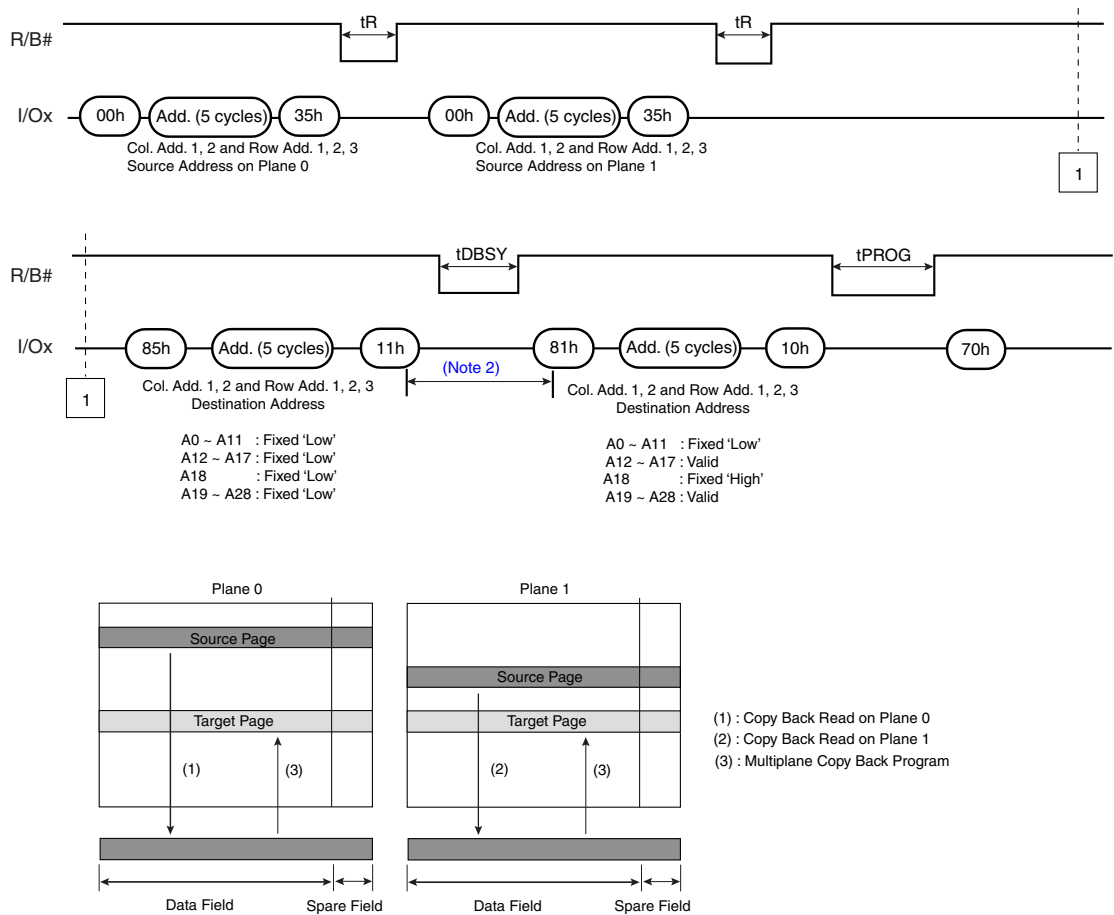 tR tR
R/B#
I/Ox 00h Add. (5 cycles) 35h 00h Add. (5 cycles) 35h
Col. Add. 1, 2 and Row Add. 1, 2, 3 Col. Add. 1, 2 and Row Add. 1, 2, 3
Source Address on Plane 0 Source Address on Plane 1
1
tDBSY tPROG
R/B#
I/Ox 85h Add. (5 cycles) 11h 81h Add. (5 cycles) 10h 70h
(Note 2)
1
Col. Add. 1, 2 and Row Add. 1, 2, 3 Col. Add. 1, 2 and Row Add. 1, 2, 3
Destination Address Destination Address
A0 ~ A11 : Fixed ‘Low’ A0 ~ A11 : Fixed ‘Low’
A12 ~ A17 : Fixed ‘Low’ A12 ~ A17 : Valid
A18 : Fixed ‘Low’ A18 : Fixed ‘High’
A19 ~ A28 : Fixed ‘Low’ A19 ~ A28 : Valid
Plane 0 Plane 1
Source Page
Source Page
Target Page Target Page
(1) : Copy Back Read on Plane 0
(2) : Copy Back Read on Plane 1
(3) : Multiplane Copy Back Program
(1) (3) (2) (3)
Data Field Spare Field Data Field Spare Field